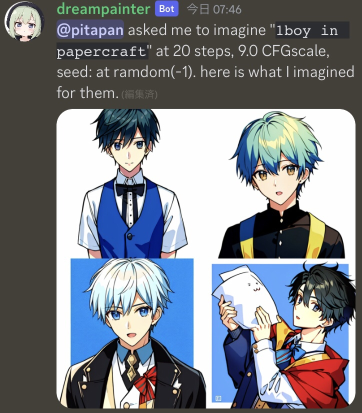 dreampainter Bot 今日 07:46
@pitapan asked me to imagine "1boy in
papercraft" at 20 steps, 9.0 CFGscale,
seed: at ramdom(-1). here is what I imagined
for them. (編集済)